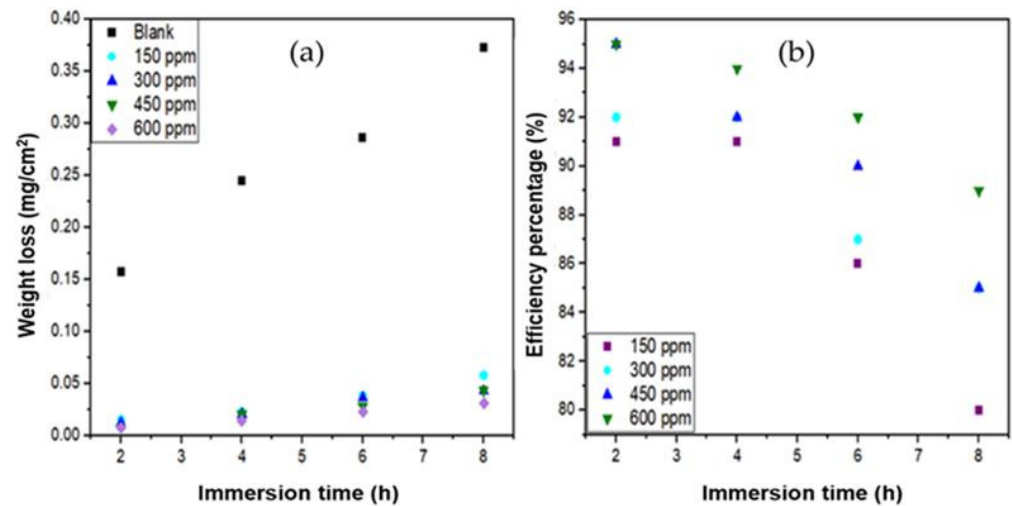 (a)
Blank
150 ppm
300 ppm
450 ppm
600 ppm
0.40
0.35
0.30
0.25
0.20
0.15
0.10
0.05
0.00
2
3
4
5
6
7
8
Weight loss (mg/cm²)
Immersion time (h)
(b)
96
94
92
90
88
86
84
82
80
150 ppm
300 ppm
450 ppm
600 ppm
2
3
4
5
6
7
8
Efficiency percentage (%)
Immersion time (h)